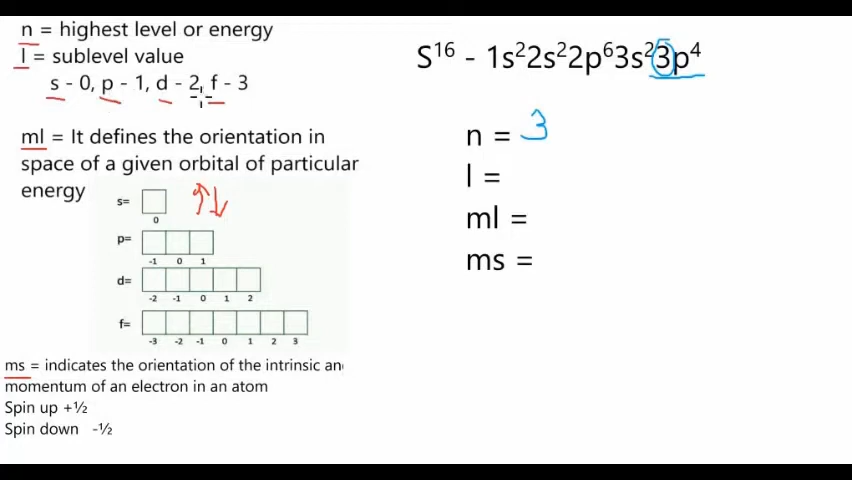 n = highest level or energy
l = sublevel value
s - 0, p - 1, d - 2, f - 3
ml = It defines the orientation in
space of a given orbital of particular
energy
s=
0
p=
-1 0 1
d=
-2 -1 0 1 2
f=
-3 -2 -1 0 1 2 3
ms = indicates the orientation of the intrinsic an
momentum of an electron in an atom
Spin up +½
Spin down -½
S¹⁶ - 1s²2s²2p⁶3s²3p⁴
n = 3
l =
ml =
ms =